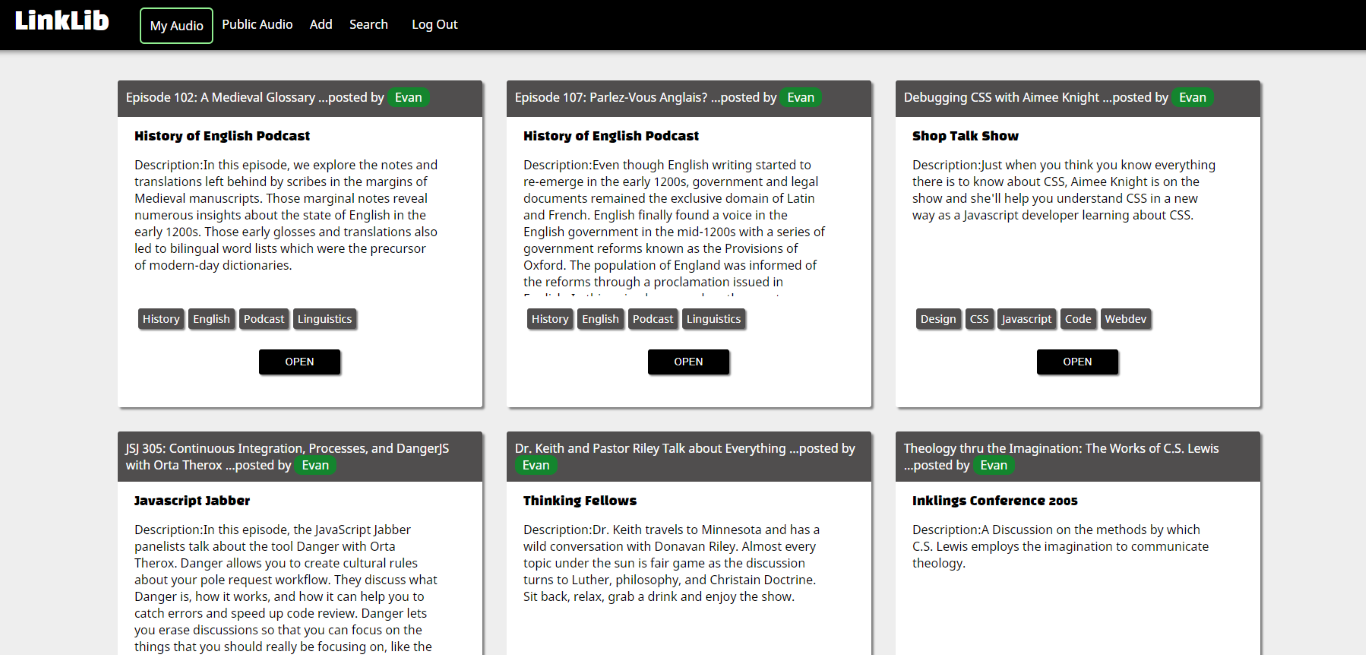 LinkLib
My Audio
Public Audio
Add
Search
Log Out
Episode 102: A Medieval Glossary ...posted by Evan
History of English Podcast
Description:In this episode, we explore the notes and
translations left behind by scribes in the margins of
Medieval manuscripts. Those marginal notes reveal
numerous insights about the state of English in the
early 1200s. Those early glosses and translations also
led to bilingual word lists which were the precursor
of modern-day dictionaries.
History English Podcast Linguistics
OPEN
Episode 107: Parlez-Vous Anglais? ...posted by Evan
History of English Podcast
Description:Even though English writing started to
re-emerge in the early 1200s, government and legal
documents remained the exclusive domain of Latin
and French. English finally found a voice in the
English government in the mid-1200s with a series of
government reforms known as the Provisions of
Oxford. The population of England was informed of
the reforms through a proclamation issued in
History English Podcast Linguistics
OPEN
Debugging CSS with Aimee Knight ...posted by Evan
Shop Talk Show
Description:Just when you think you know everything
there is to know about CSS, Aimee Knight is on the
show and she'll help you understand CSS in a new
way as a Javascript developer learning about CSS.
Design CSS Javascript Code Webdev
OPEN
JSJ 305: Continuous Integration, Processes, and DangerJS
with Orta Therox ...posted by Evan
Javascript Jabber
Description:In this episode, the JavaScript Jabber
panelists talk about the tool Danger with Orta
Therox. Danger allows you to create cultural rules
about your pole request workflow. They discuss what
Danger is, how it works, and how it can help you to
catch errors and speed up code review. Danger lets
you erase discussions so that you can focus on the
things that you should really be focusing on, like the
Dr. Keith and Pastor Riley Talk about Everything ...posted by
Evan
Thinking Fellows
Description:Dr. Keith travels to Minnesota and has a
wild conversation with Donavan Riley. Almost every
topic under the sun is fair game as the discussion
turns to Luther, philosophy, and Christain Doctrine.
Sit back, relax, grab a drink and enjoy the show.
Theology thru the Imagination: The Works of C.S. Lewis
...posted by Evan
Inklings Conference 2005
Description:A Discussion on the methods by which
C.S. Lewis employs the imagination to communicate
theology.